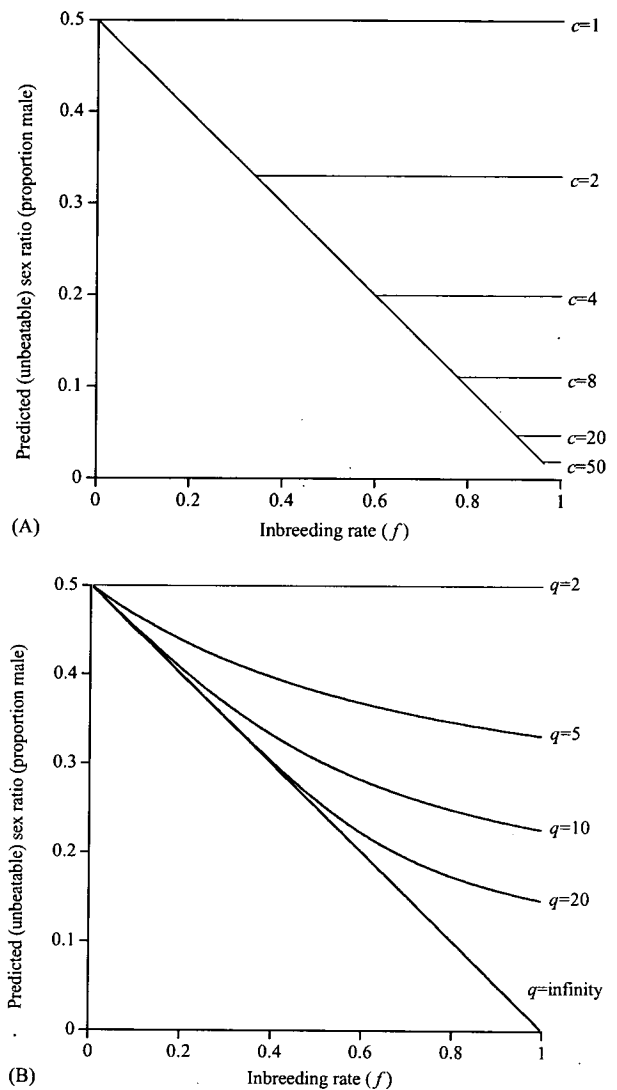 0.5
c=1
0.4
c=2
0.3
0.2
c=4
0.1
c=8
c=20
c=50
0
0 0.2 0.4 0.6 0.8 1
Predicted (unbeatable) sex ratio (proportion male)
Inbreeding rate (f)
(A)
0.5
q=2
0.4
q=5
0.3
q=10
0.2
q=20
0.1
q=infinity
0
0 0.2 0.4 0.6 0.8 1
Predicted (unbeatable) sex ratio (proportion male)
Inbreeding rate (f)
(B)